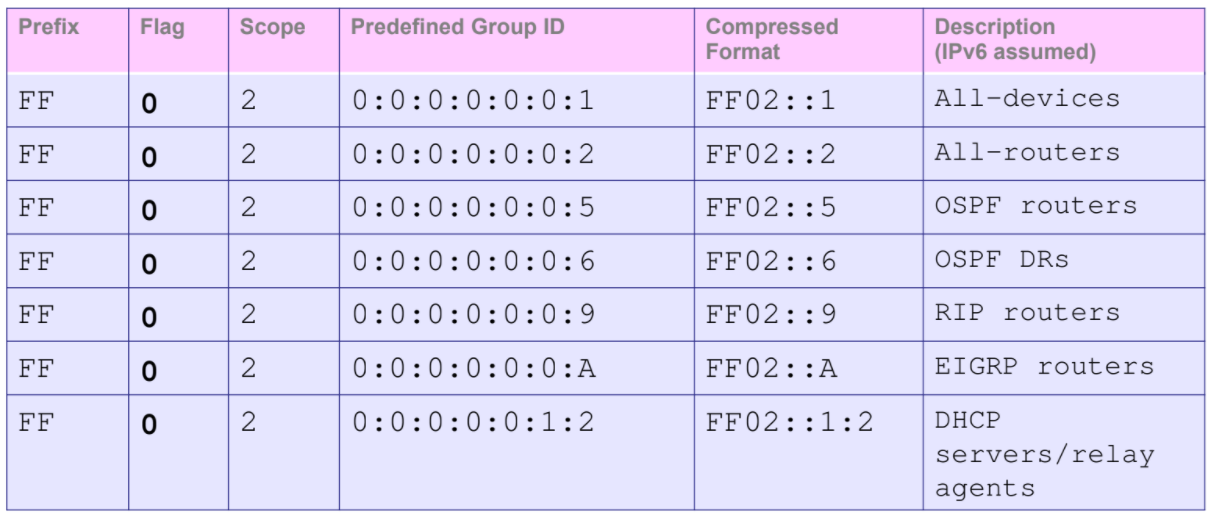 Prefix Flag Scope Predefined Group ID Compressed Format Description (IPv6 assumed)
FF 0 2 0:0:0:0:0:0:1 FF02::1 All-devices
FF 0 2 0:0:0:0:0:0:2 FF02::2 All-routers
FF 0 2 0:0:0:0:0:0:5 FF02::5 OSPF routers
FF 0 2 0:0:0:0:0:0:6 FF02::6 OSPF DRs
FF 0 2 0:0:0:0:0:0:9 FF02::9 RIP routers
FF 0 2 0:0:0:0:0:0:A FF02::A EIGRP routers
FF 0 2 0:0:0:0:0:1:2 FF02::1:2 DHCP
servers/relay
agents